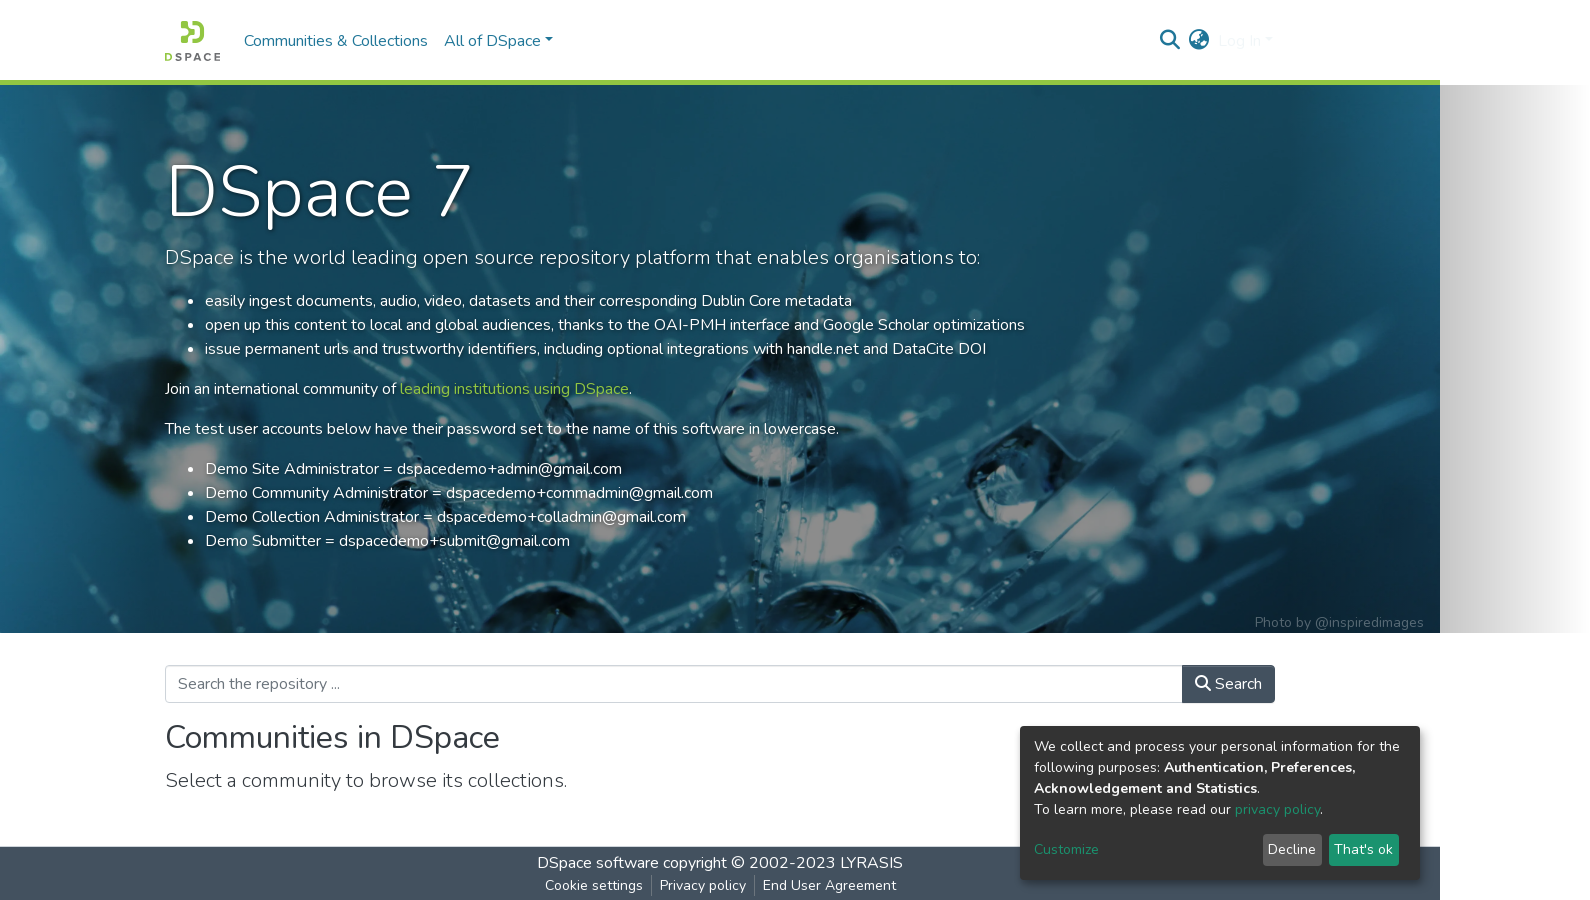 DSPACE
Communities & Collections
All of DSpace
Log In
DSpace 7
DSpace is the world leading open source repository platform that enables organisations to:
easily ingest documents, audio, video, datasets and their corresponding Dublin Core metadata
open up this content to local and global audiences, thanks to the OAI-PMH interface and Google Scholar optimizations
issue permanent urls and trustworthy identifiers, including optional integrations with handle.net and DataCite DOI
Join an international community of leading institutions using DSpace.
The test user accounts below have their password set to the name of this software in lowercase.
Demo Site Administrator = dspacedemo+admin@gmail.com
Demo Community Administrator = dspacedemo+commadmin@gmail.com
Demo Collection Administrator = dspacedemo+colladmin@gmail.com
Demo Submitter = dspacedemo+submit@gmail.com
Photo by @inspiredimages
Search the repository ...
Search
Communities in DSpace
Select a community to browse its collections.
We collect and process your personal information for the
following purposes: Authentication, Preferences,
Acknowledgement and Statistics.
To learn more, please read our privacy policy.
Customize
Decline
That's ok
DSpace software copyright © 2002-2023 LYRASIS
Cookie settings
Privacy policy
End User Agreement